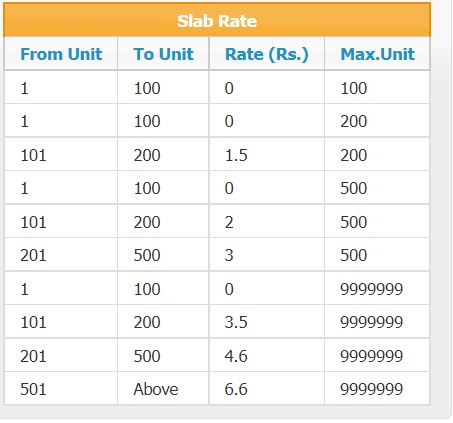 Slab Rate
From Unit To Unit Rate (Rs.) Max.Unit
1 100 0 100
1 100 0 200
101 200 1.5 200
1 100 0 500
101 200 2 500
201 500 3 500
1 100 0 9999999
101 200 3.5 9999999
201 500 4.6 9999999
501 Above 6.6 9999999